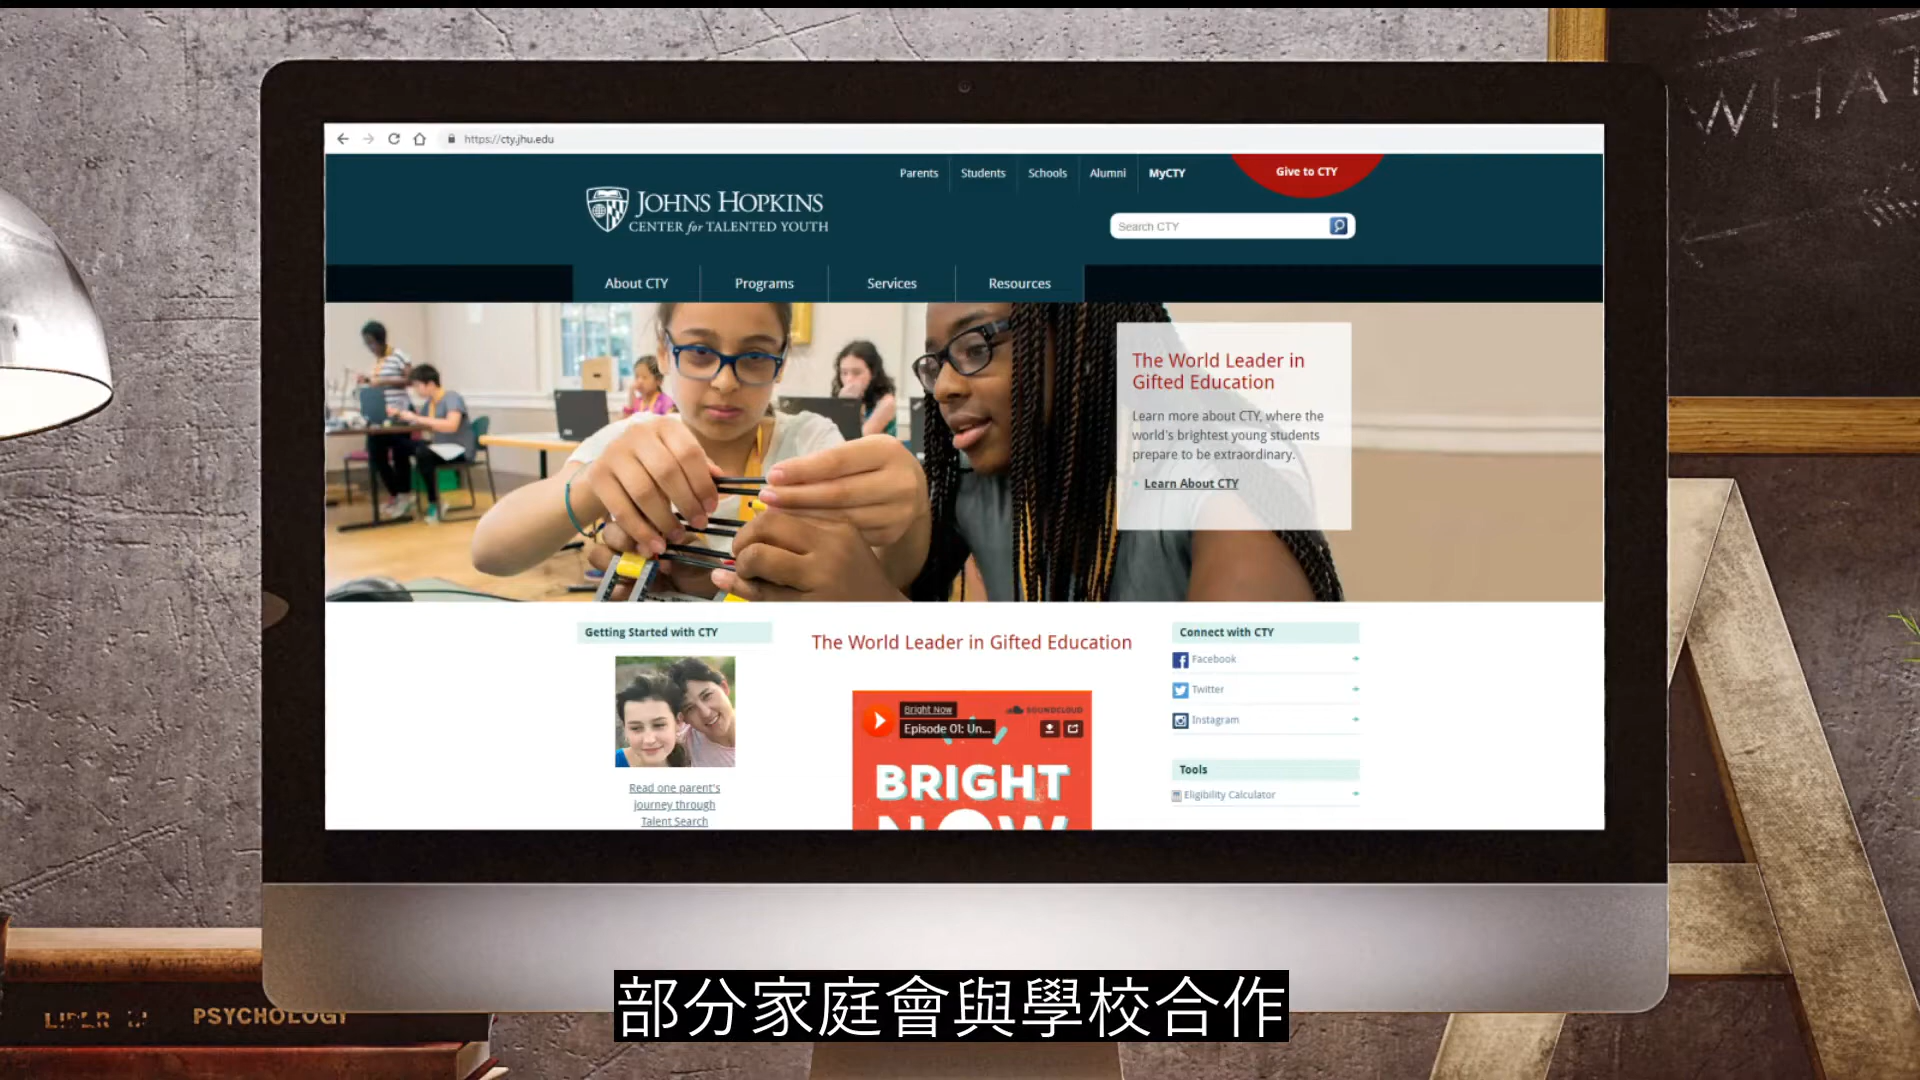 WHAT
https://cty.jhu.edu
Parents
Students
Schools
Alumni
MyCTY
Give to CTY
JOHNS HOPKINS
CENTER for TALENTED YOUTH
Search CTY
About CTY
Programs
Services
Resources
The World Leader in
Gifted Education
Learn more about CTY, where the
world's brightest young students
prepare to be extraordinary.
Learn About CTY
Getting Started with CTY
Read one parent's
journey through
Talent Search
The World Leader in Gifted Education
Bright Now
SOUNDCLOUD
Episode 01: Un...
BRIGHT
NOW
Connect with CTY
Facebook
Twitter
Instagram
Tools
Eligibility Calculator
PSYCHOLOGY
部分家庭會與學校合作